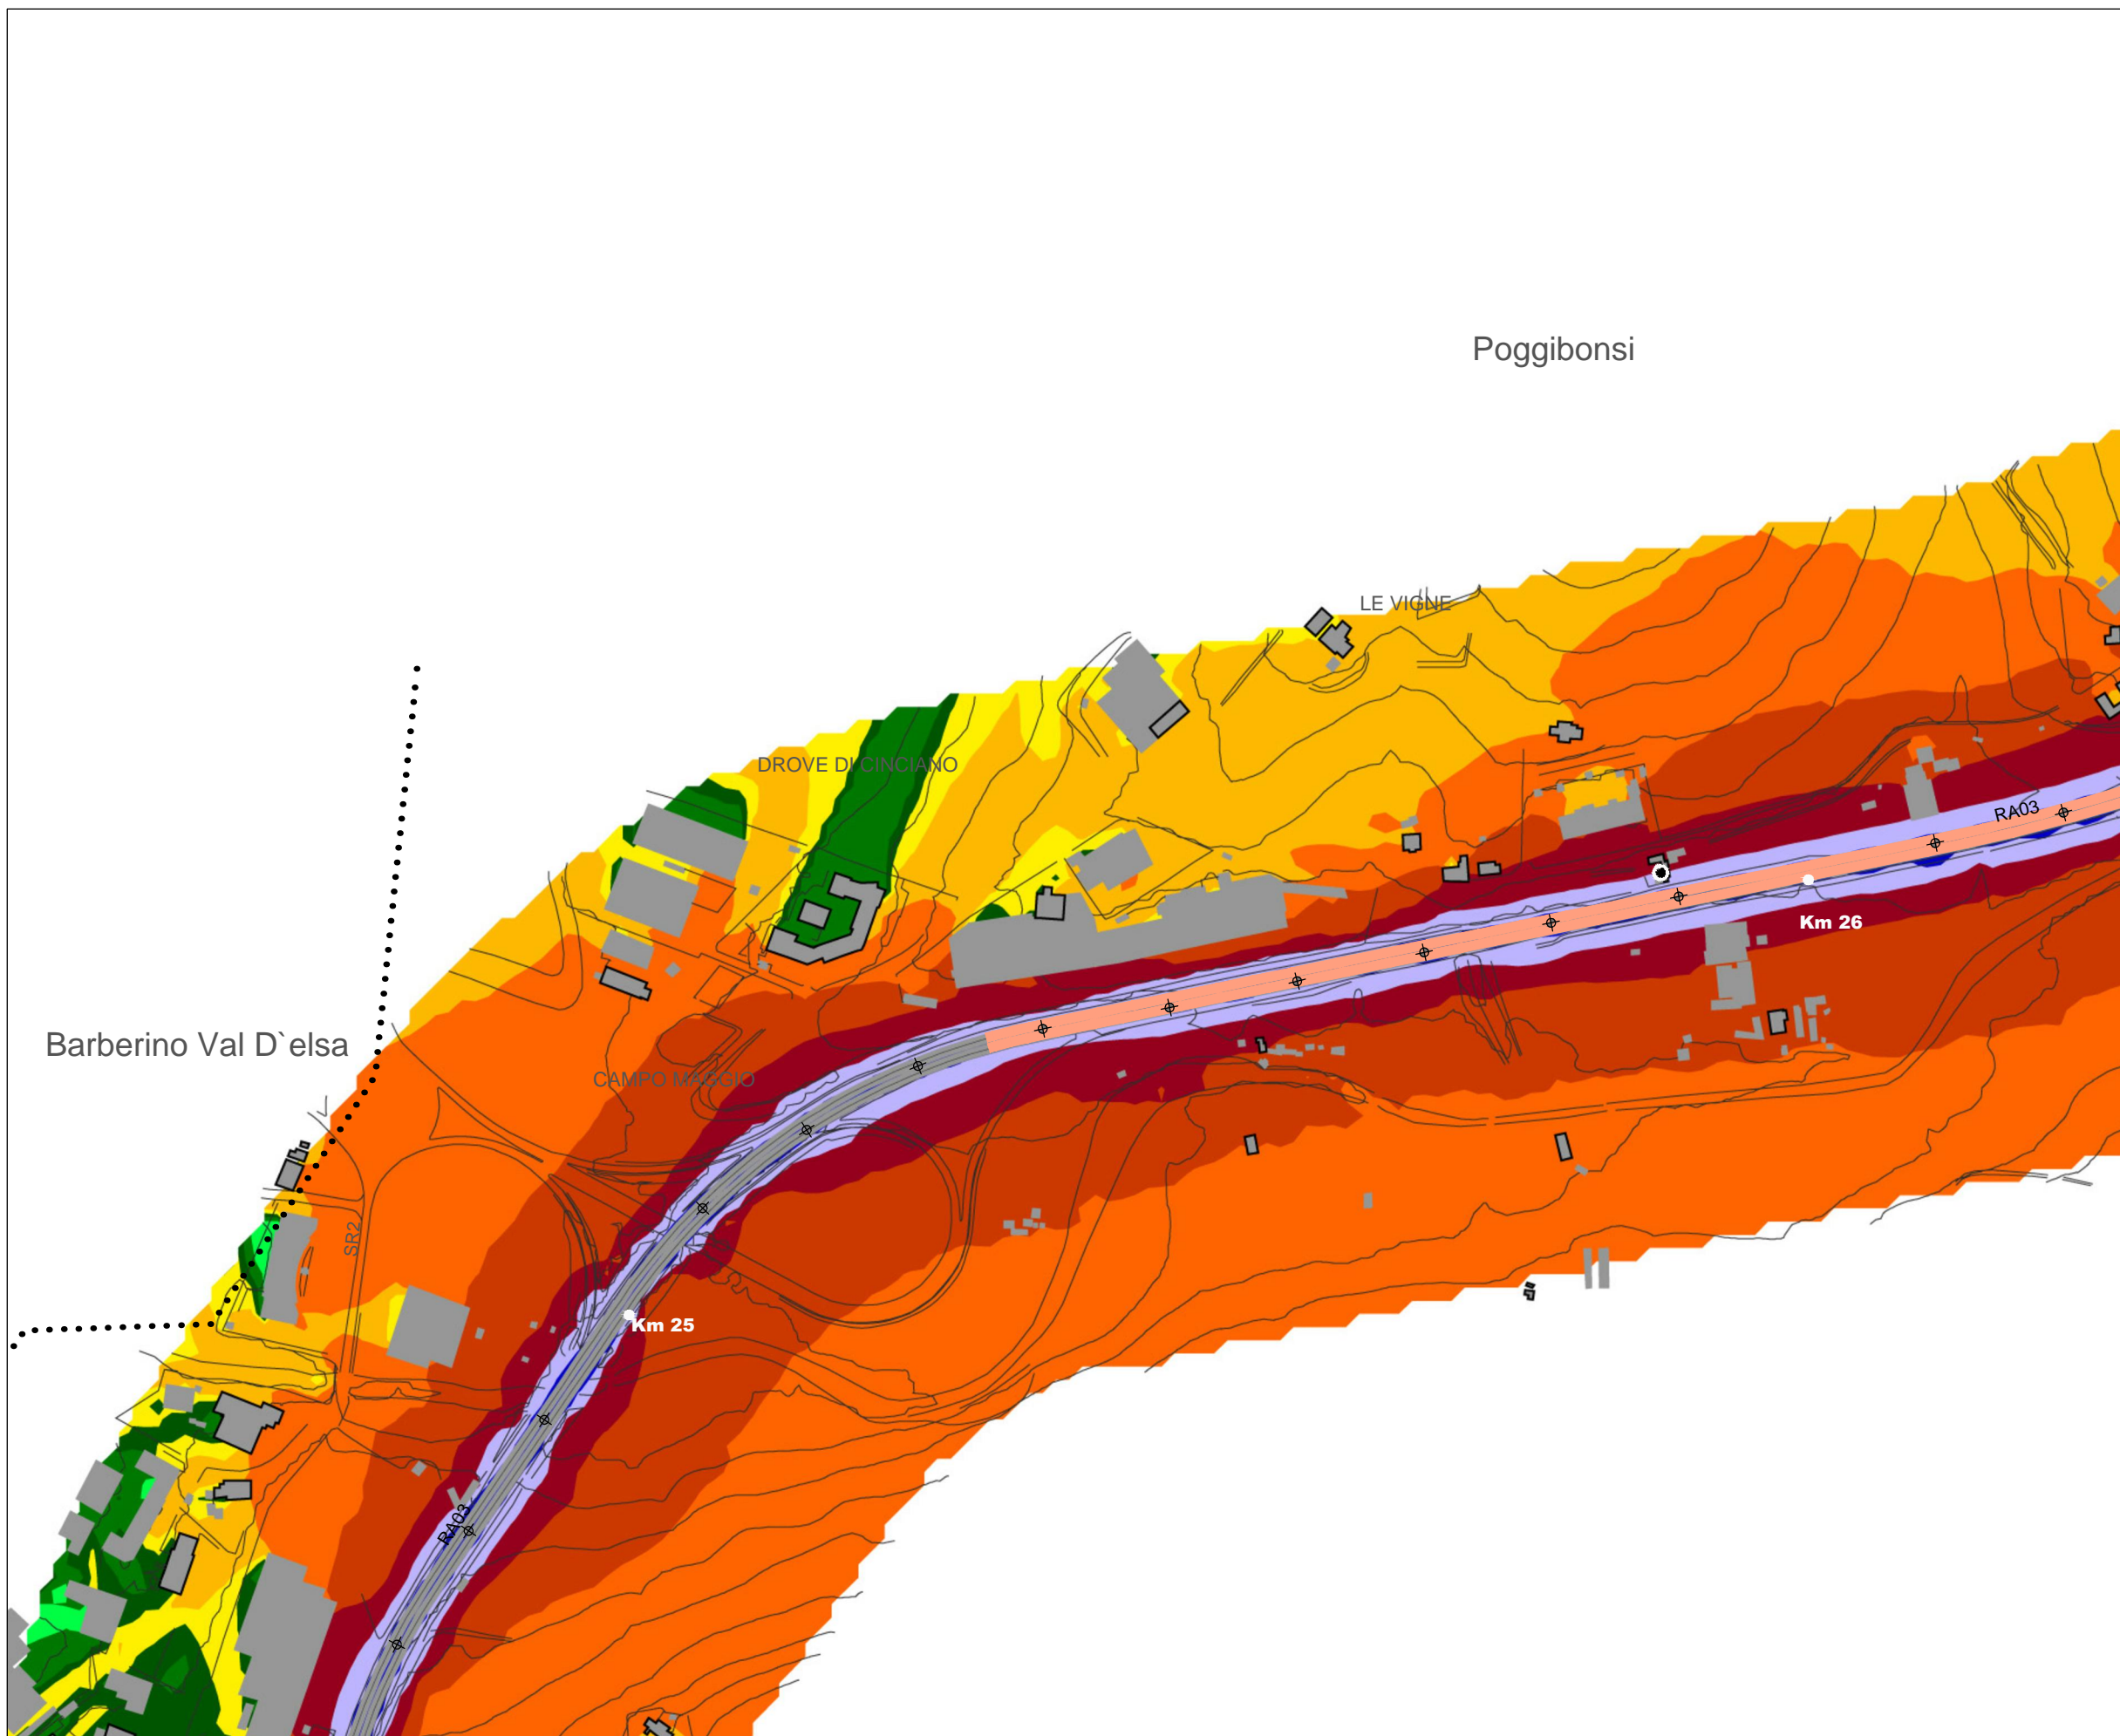 Poggibonsi
LE VIGNE
DROVE DI CINCIANO
RA03
Km 26
Barberino Val D`elsa
CAMPO MAGGIO
SR2
Km 25
RA03